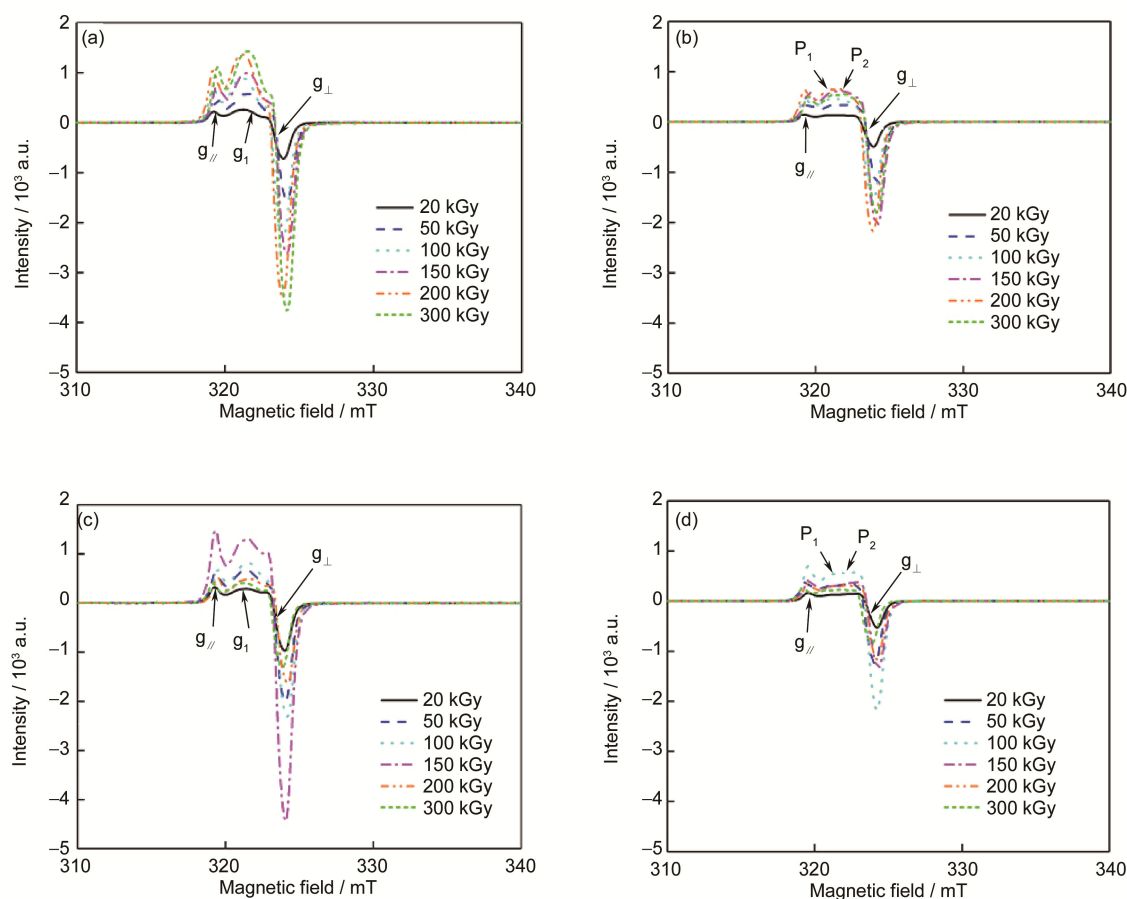 (a)
2
1
0
–1
–2
–3
–4
–5
Intensity / 10³ a.u.
g//
g1
g⊥
20 kGy
50 kGy
100 kGy
150 kGy
200 kGy
300 kGy
310
320
330
340
Magnetic field / mT
(b)
2
1
0
–1
–2
–3
–4
–5
Intensity / 10³ a.u.
P1
P2
g⊥
g//
20 kGy
50 kGy
100 kGy
150 kGy
200 kGy
300 kGy
310
320
330
340
Magnetic field / mT
(c)
2
1
0
–1
–2
–3
–4
–5
Intensity / 10³ a.u.
g⊥
g//
g1
20 kGy
50 kGy
100 kGy
150 kGy
200 kGy
300 kGy
310
320
330
340
Magnetic field / mT
(d)
2
1
0
–1
–2
–3
–4
–5
Intensity / 10³ a.u.
P1
P2
g⊥
g//
20 kGy
50 kGy
100 kGy
150 kGy
200 kGy
300 kGy
310
320
330
340
Magnetic field / mT